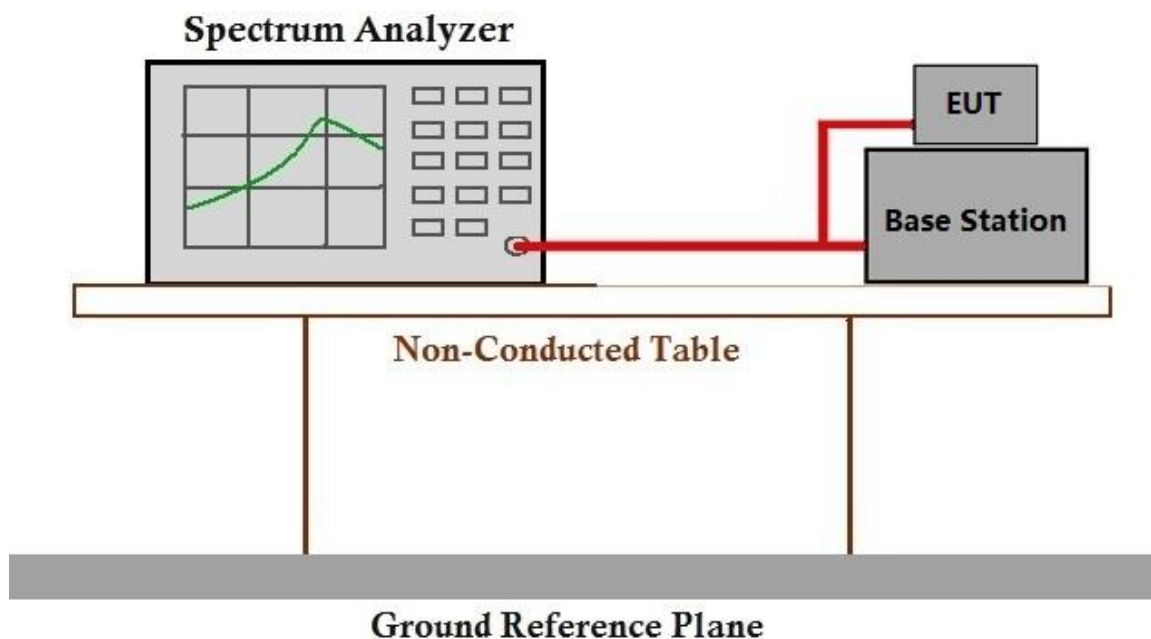 Spectrum Analyzer
EUT
Base Station
Non-Conducted Table
Ground Reference Plane